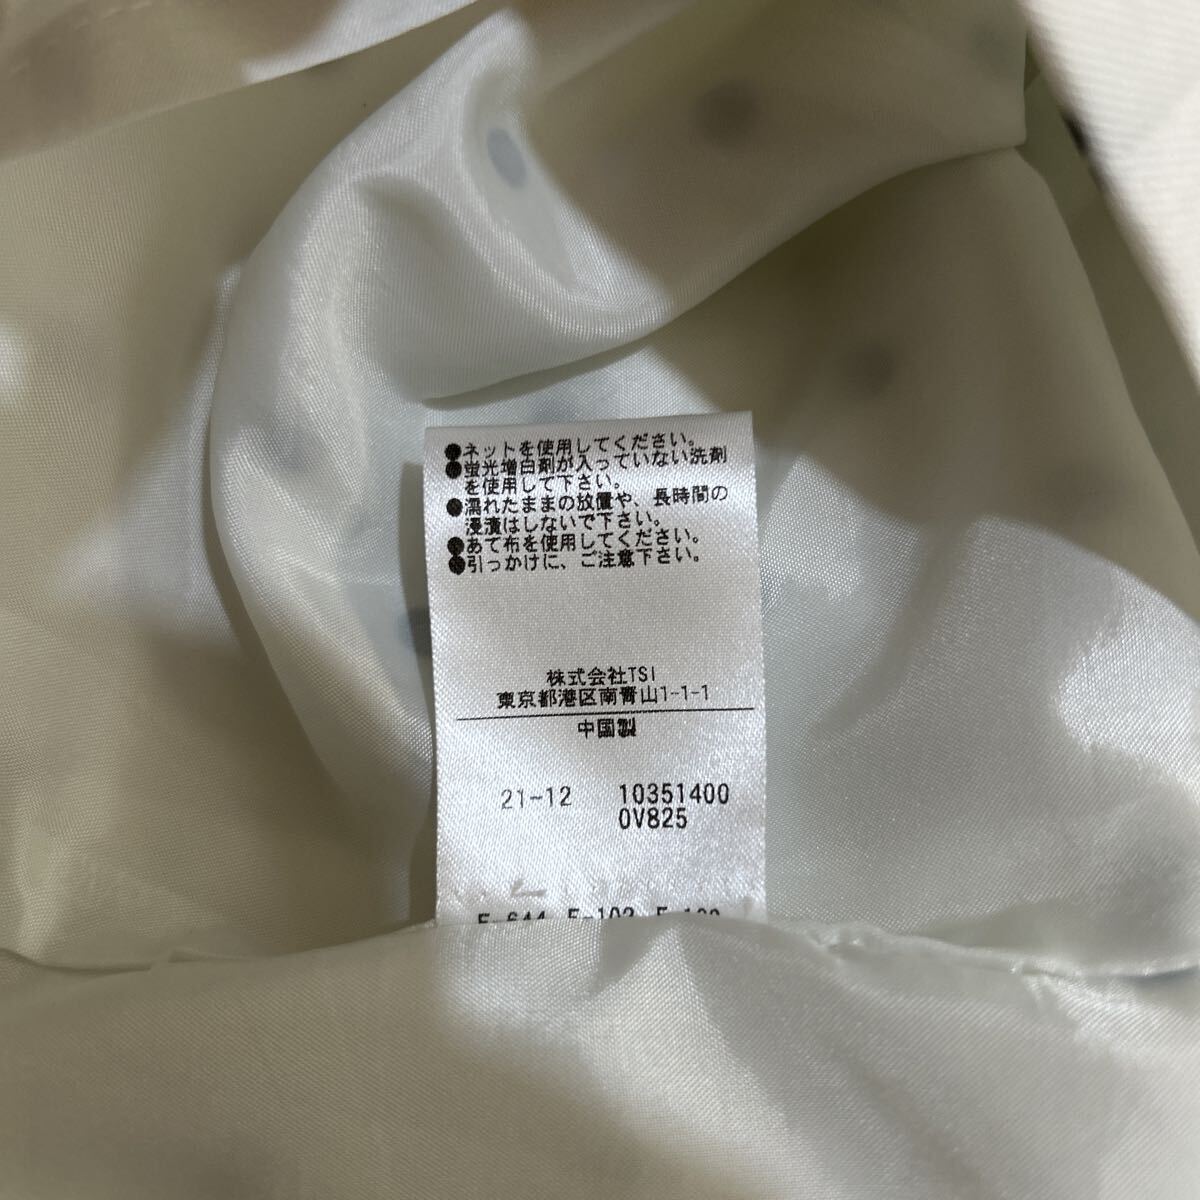 ●ネットを使用してください。
●蛍光増白剤が入っていない洗剤
を使用して下さい。
●濡れたままの放置や、長時間の
浸漬はしないで下さい。
●あて布を使用してください。
●引っかけに、ご注意下さい。
株式会社TSI
東京都港区南青山1-1-1
中国製
21-12 10351400
0V825